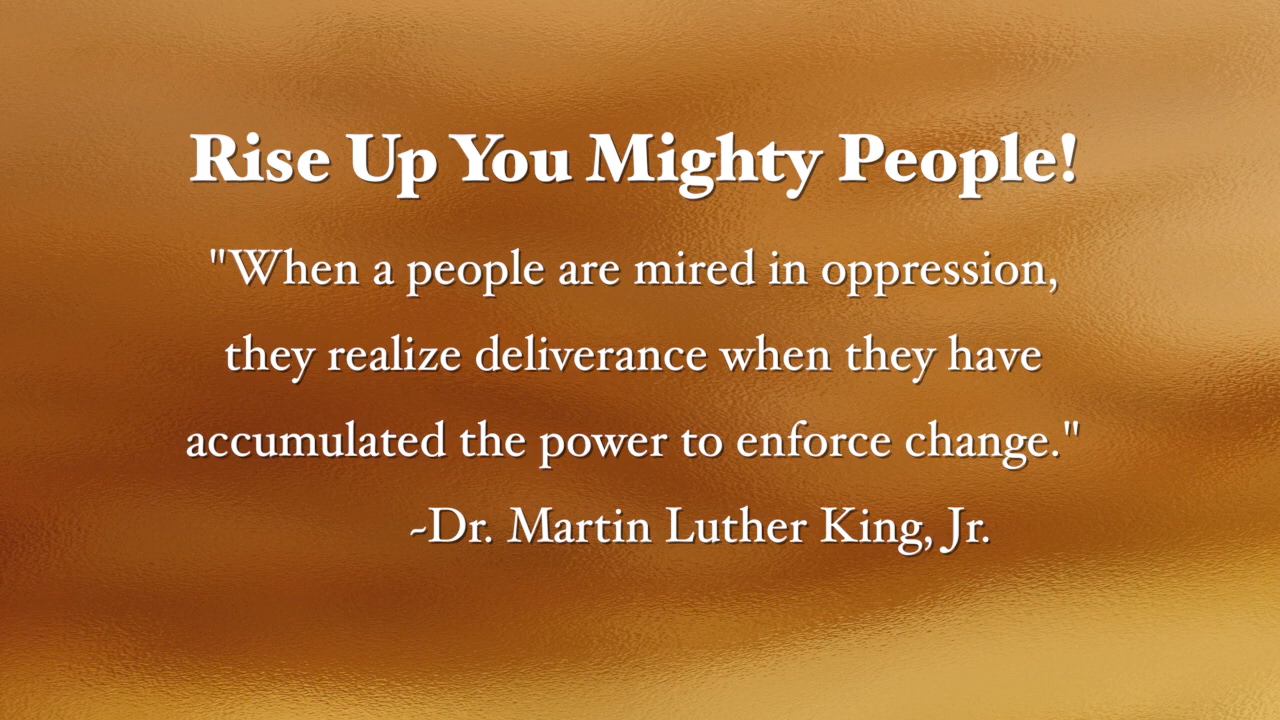 Rise Up You Mighty People!
"When a people are mired in oppression,
they realize deliverance when they have
accumulated the power to enforce change."
~Dr. Martin Luther King, Jr.